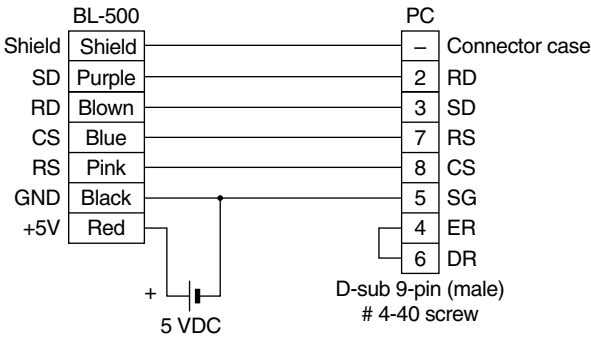 BL-500 PC
Shield Shield – Connector case
SD Purple 2 RD
RD Blown 3 SD
CS Blue 7 RS
RS Pink 8 CS
GND Black 5 SG
+5V Red 4 ER
6 DR
+
5 VDC
D-sub 9-pin (male)
# 4-40 screw